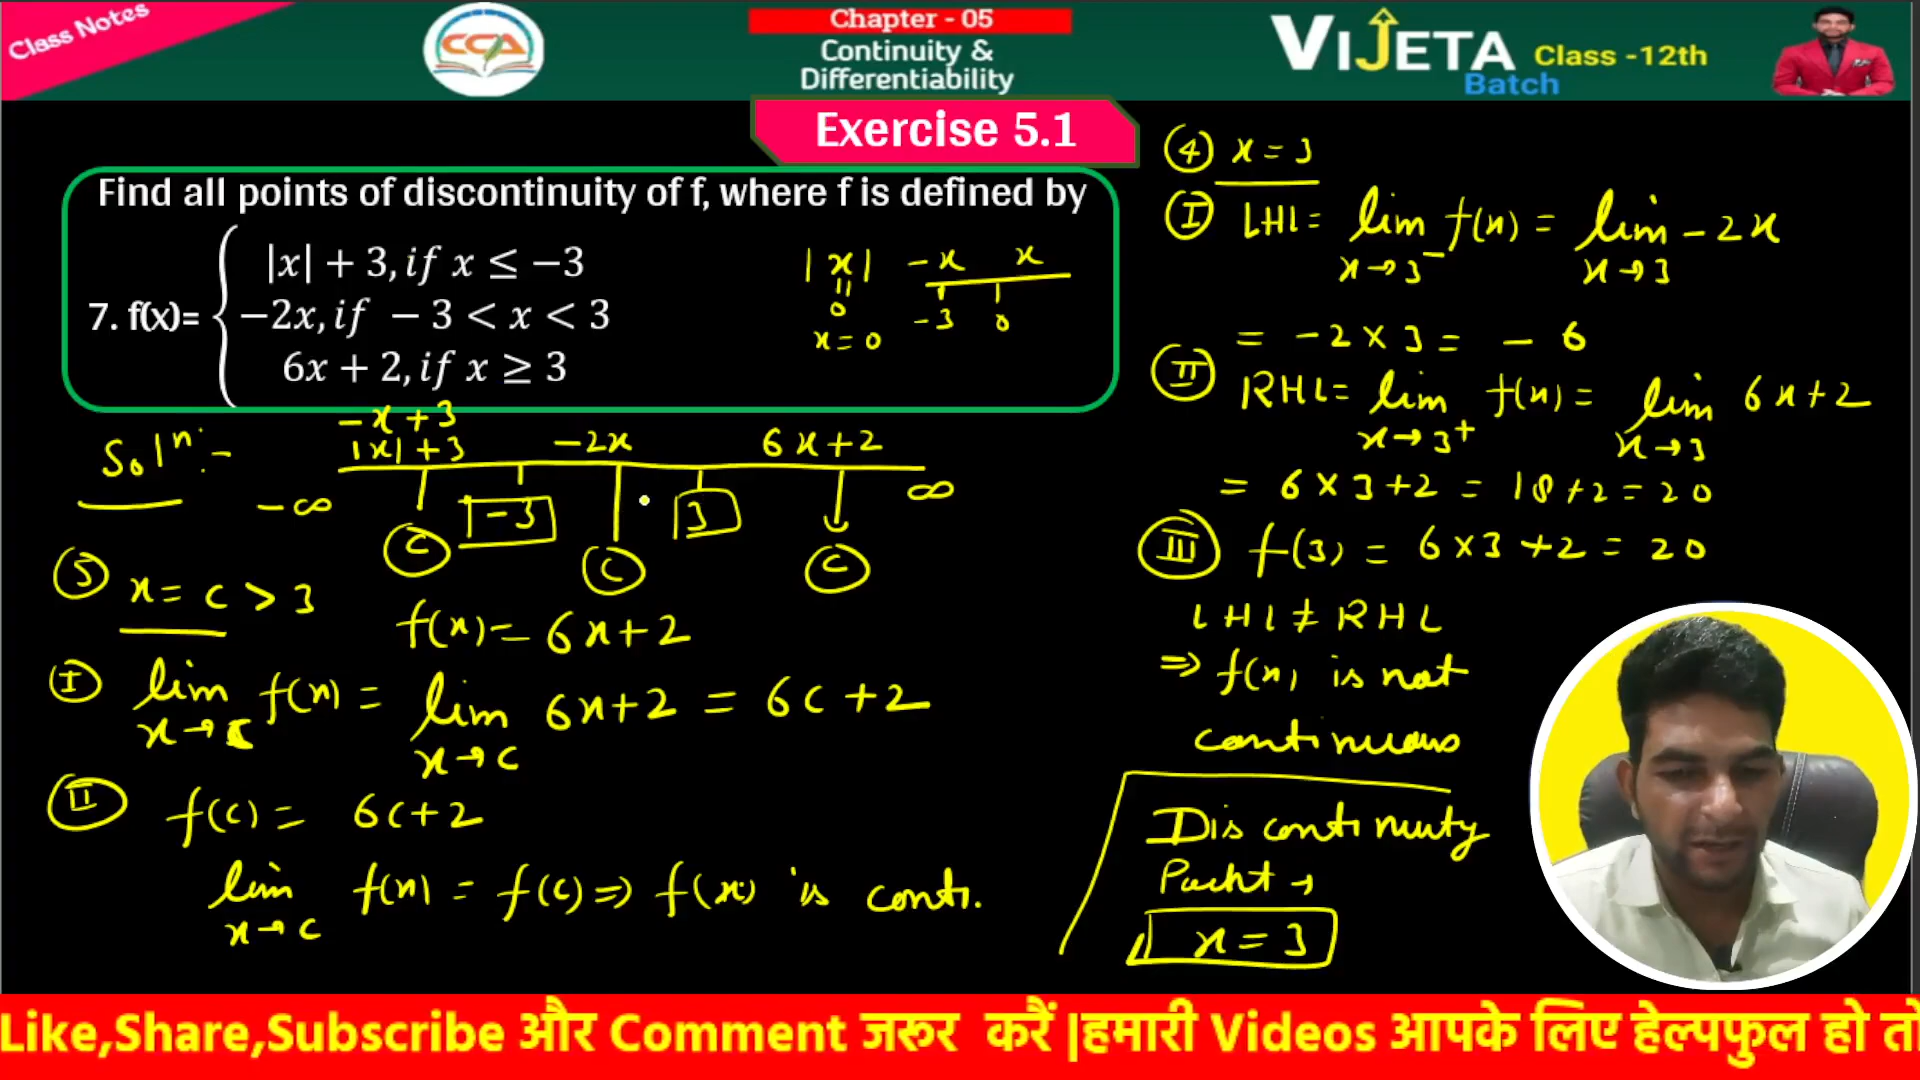 Class Notes
CCA
Chapter - 05
Continuity &
Differentiability
VIJETA Class -12th
Batch
Exercise 5.1
Find all points of discontinuity of f, where f is defined by
7. f(x)= { |x| + 3, if x ≤ −3
−2x, if − 3 < x < 3
6x + 2, if x ≥ 3
|x| -x x
=
0 -3 0
x = 0
Solⁿ:-
-x + 3
|x| + 3 -2x 6x+2
-∞ -3 3 ∞
C C C
⑤ x = c > 3
f(x) = 6x+2
Ⓘ lim x→c f(x) = lim x→c 6x+2 = 6c+2
Ⅱ f(c) = 6c+2
lim x→c f(x) = f(c) ⇒ f(x) is conti.
④ x = 3
Ⓘ LHL = lim x→3⁻ f(x) = lim x→3 -2x
= -2×3 = -6
Ⅱ RHL = lim x→3⁺ f(x) = lim x→3 6x+2
= 6×3+2 = 18+2 = 20
Ⅲ f(3) = 6×3+2 = 20
LHL ≠ RHL
⇒ f(x) is not
continuous
Discontinuty
Point →
x = 3
Like,Share,Subscribe और Comment जरूर करैं |हमारी Videos आपके लिए हेल्पफुल हो तो